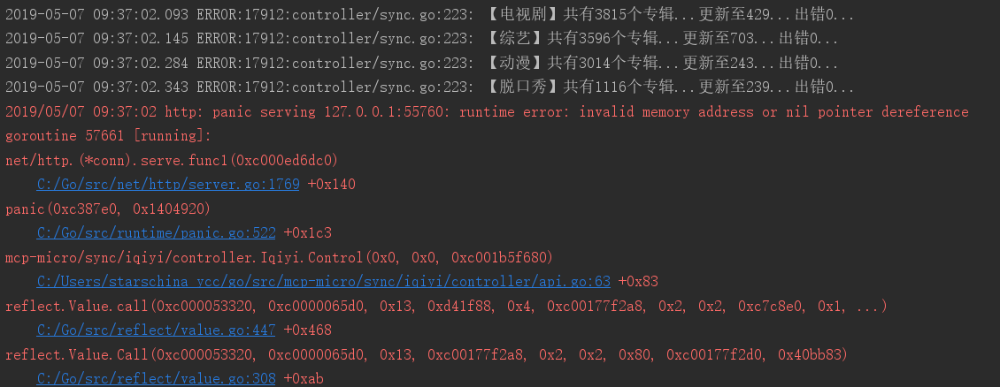 2019-05-07 09:37:02.093 ERROR:17912:controller/sync.go:223: 【电视剧】共有3815个专辑...更新至429...出错0...
2019-05-07 09:37:02.145 ERROR:17912:controller/sync.go:223: 【综艺】共有3596个专辑...更新至703...出错0...
2019-05-07 09:37:02.284 ERROR:17912:controller/sync.go:223: 【动漫】共有3014个专辑...更新至243...出错0...
2019-05-07 09:37:02.343 ERROR:17912:controller/sync.go:223: 【脱口秀】共有1116个专辑...更新至239...出错0...
2019/05/07 09:37:02 http: panic serving 127.0.0.1:55760: runtime error: invalid memory address or nil pointer dereference
goroutine 57661 [running]:
net/http.(*conn).serve.func1(0xc000ed6dc0)
C:/Go/src/net/http/server.go:1769 +0x140
panic(0xc387e0, 0x1404920)
C:/Go/src/runtime/panic.go:522 +0x1c3
mcp-micro/sync/iqiyi/controller.Iqiyi.Control(0x0, 0x0, 0xc001b5f680)
C:/Users/starschina_ycc/go/src/mcp-micro/sync/iqiyi/controller/api.go:63 +0x83
reflect.Value.call(0xc000053320, 0xc0000065d0, 0x13, 0xd41f88, 0x4, 0xc00177f2a8, 0x2, 0x2, 0xc7c8e0, 0x1, ...)
C:/Go/src/reflect/value.go:447 +0x468
reflect.Value.Call(0xc000053320, 0xc0000065d0, 0x13, 0xc00177f2a8, 0x2, 0x2, 0x80, 0xc00177f2d0, 0x40bb83)
C:/Go/src/reflect/value.go:308 +0xab